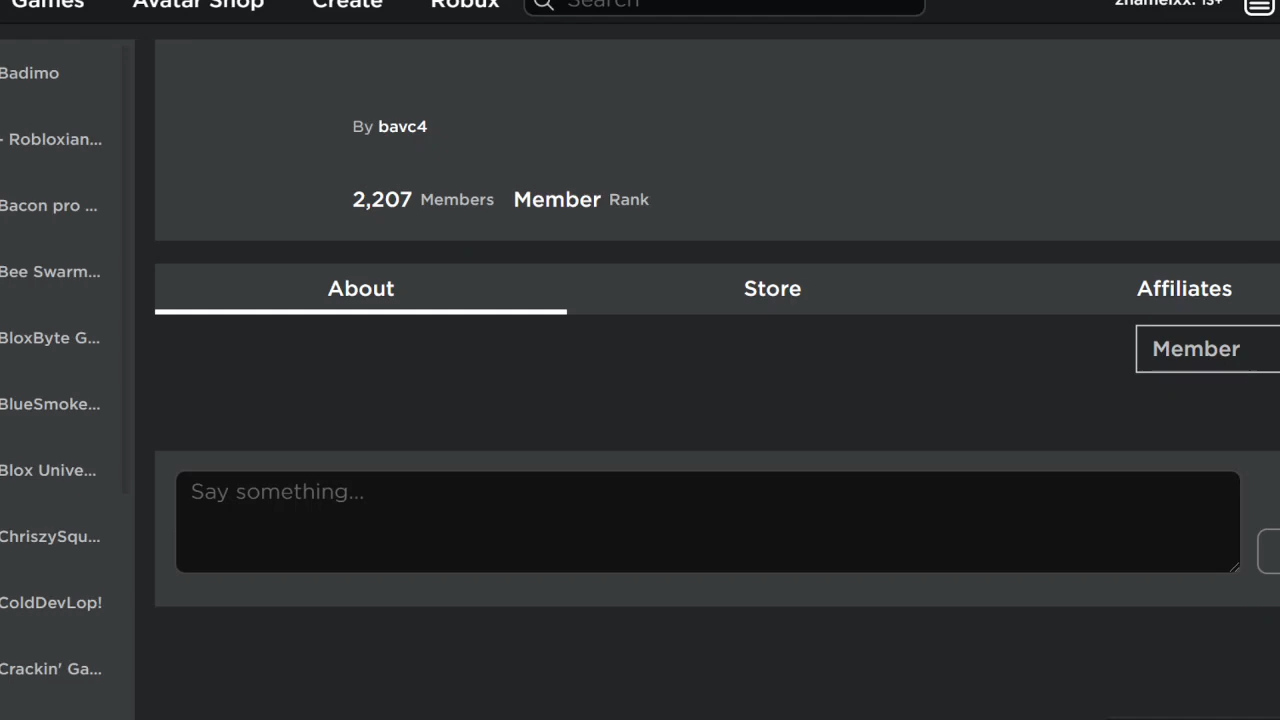 Games Avatar Shop Create Robux Search
Badimo
- Robloxian...
Bacon pro ...
Bee Swarm...
BloxByte G...
BlueSmoke...
Blox Unive...
ChriszySqu...
ColdDevLop!
Crackin' Ga...
By bavc4
2,207 Members Member Rank
About Store Affiliates
Member
Say something...